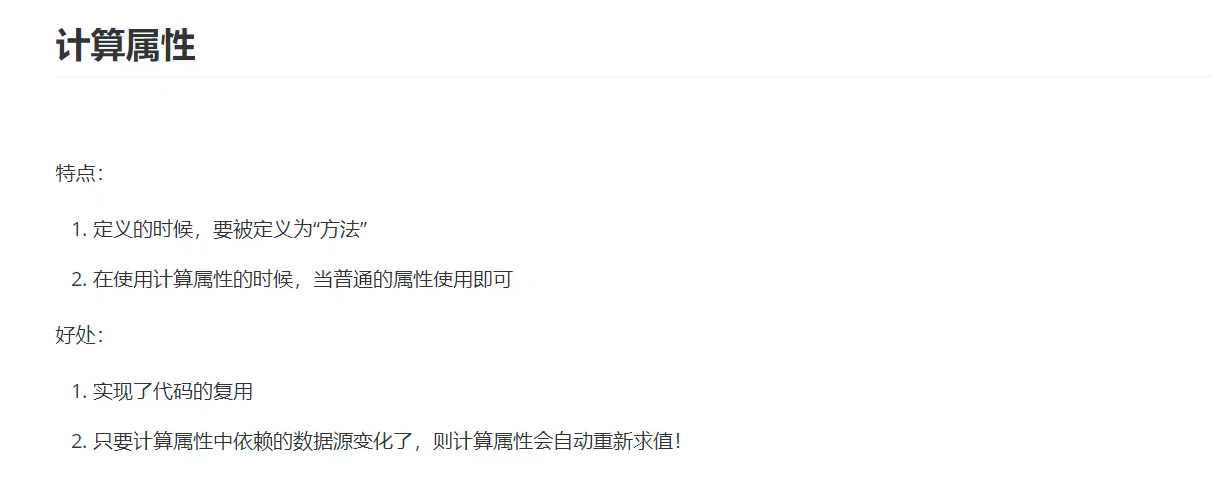 计算属性
特点：
1. 定义的时候，要被定义为“方法”
2. 在使用计算属性的时候，当普通的属性使用即可
好处：
1. 实现了代码的复用
2. 只要计算属性中依赖的数据源变化了，则计算属性会自动重新求值！